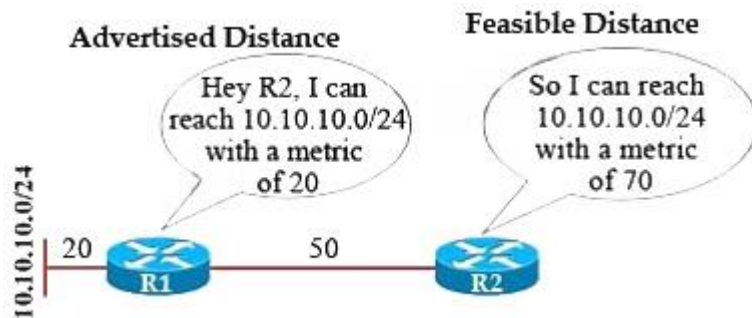 Advertised Distance
Feasible Distance
Hey R2, I can
reach 10.10.10.0/24
with a metric
of 20
So I can reach
10.10.10.0/24
with a metric
of 70
10.10.10.0/24
20
R1
50
R2